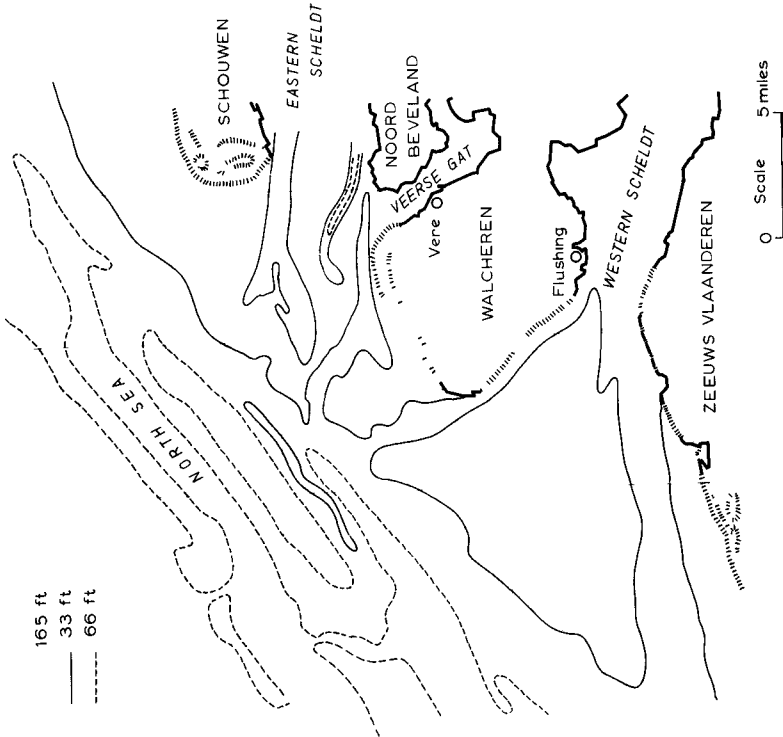 165 ft
33 ft
66 ft
NORTH SEA
SCHOUWEN
EASTERN
SCHELDT
NOORD
BEVELAND
VEERSE GAT
Vere
WALCHEREN
Flushing
WESTERN SCHELDT
ZEEUWS VLAANDEREN
0 Scale 5 miles